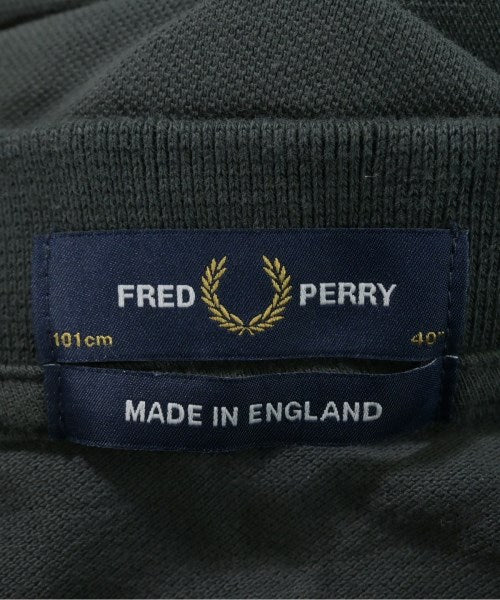 FRED PERRY
101cm 40"
MADE IN ENGLAND